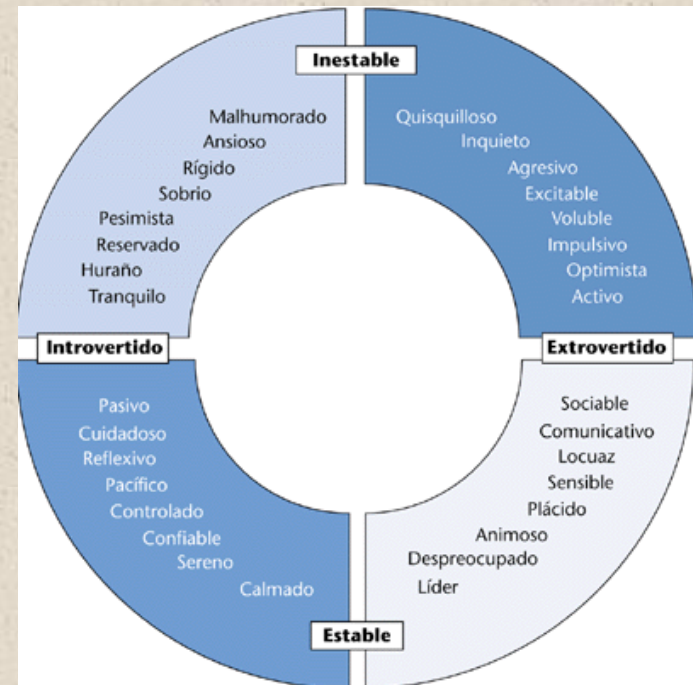 Inestable
Malhumorado
Ansioso
Rígido
Sobrio
Pesimista
Reservado
Huraño
Tranquilo
Quisquilloso
Inquieto
Agresivo
Excitable
Voluble
Impulsivo
Optimista
Activo
Introvertido
Extrovertido
Pasivo
Cuidadoso
Reflexivo
Pacífico
Controlado
Confiable
Sereno
Calmado
Sociable
Comunicativo
Locuaz
Sensible
Plácido
Animoso
Despreocupado
Líder
Estable